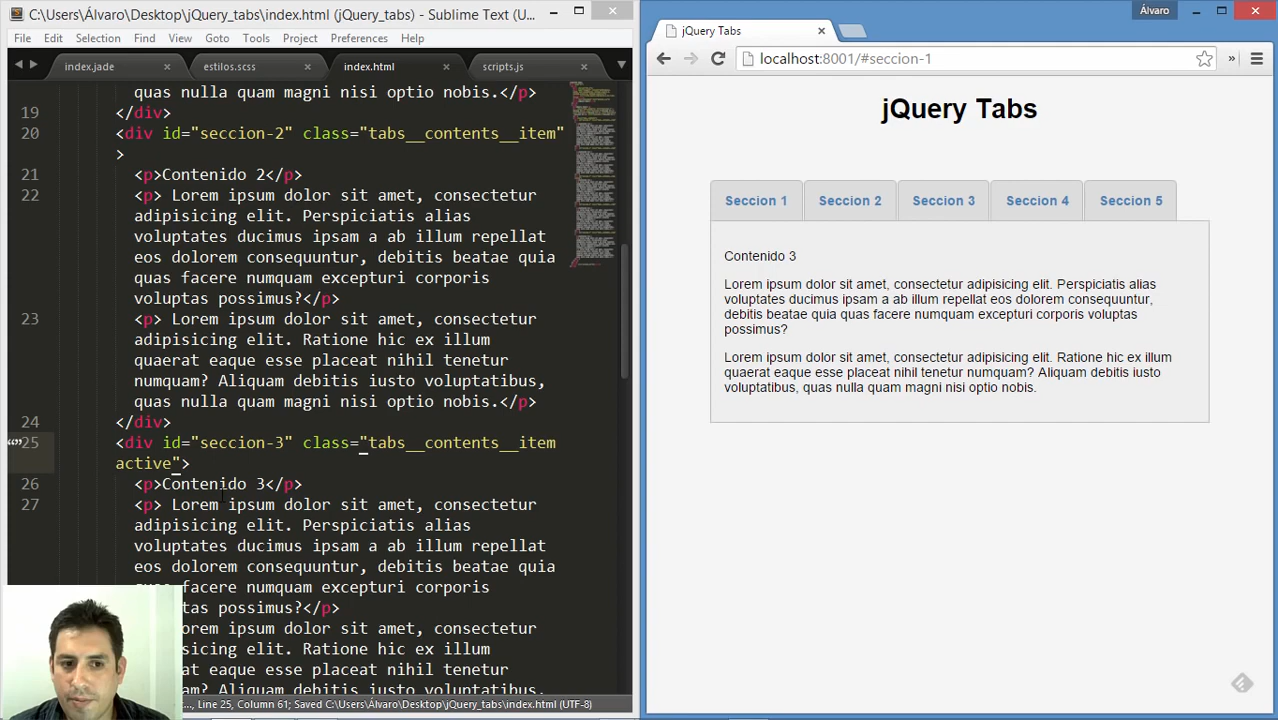 C:\Users\Álvaro\Desktop\jQuery_tabs\index.html (jQuery_tabs) - Sublime Text (U...
File Edit Selection Find View Goto Tools Project Preferences Help
index.jade × estilos.scss × index.html × scripts.js ×
quas nulla quam magni nisi optio nobis.</p>
19 </div>
20 <div id="seccion-2" class="tabs__contents__item"
>
21 <p>Contenido 2</p>
22 <p> Lorem ipsum dolor sit amet, consectetur
adipisicing elit. Perspiciatis alias
voluptates ducimus ipsam a ab illum repellat
eos dolorem consequuntur, debitis beatae quia
quas facere numquam excepturi corporis
voluptas possimus?</p>
23 <p> Lorem ipsum dolor sit amet, consectetur
adipisicing elit. Ratione hic ex illum
quaerat eaque esse placeat nihil tenetur
numquam? Aliquam debitis iusto voluptatibus,
quas nulla quam magni nisi optio nobis.</p>
24 </div>
25 <div id="seccion-3" class="tabs__contents__item
active">
26 <p>Contenido 3</p>
27 <p> Lorem ipsum dolor sit amet, consectetur
adipisicing elit. Perspiciatis alias
voluptates ducimus ipsam a ab illum repellat
eos dolorem consequuntur, debitis beatae quia
facere numquam excepturi corporis
possimus?</p>
ipsum dolor sit amet, consectetur
elit. Ratione hic ex illum
eaque esse placeat nihil tenetur
Aliquam debitis iusto voluptatibus,
..., Line 25, Column 61; Saved C:\Users\Álvaro\Desktop\jQuery_tabs\index.html (UTF-8)
Álvaro
jQuery Tabs ×
localhost:8001/#seccion-1
jQuery Tabs
Seccion 1 Seccion 2 Seccion 3 Seccion 4 Seccion 5
Contenido 3
Lorem ipsum dolor sit amet, consectetur adipisicing elit. Perspiciatis alias
voluptates ducimus ipsam a ab illum repellat eos dolorem consequuntur,
debitis beatae quia quas facere numquam excepturi corporis voluptas
possimus?
Lorem ipsum dolor sit amet, consectetur adipisicing elit. Ratione hic ex illum
quaerat eaque esse placeat nihil tenetur numquam? Aliquam debitis iusto
voluptatibus, quas nulla quam magni nisi optio nobis.